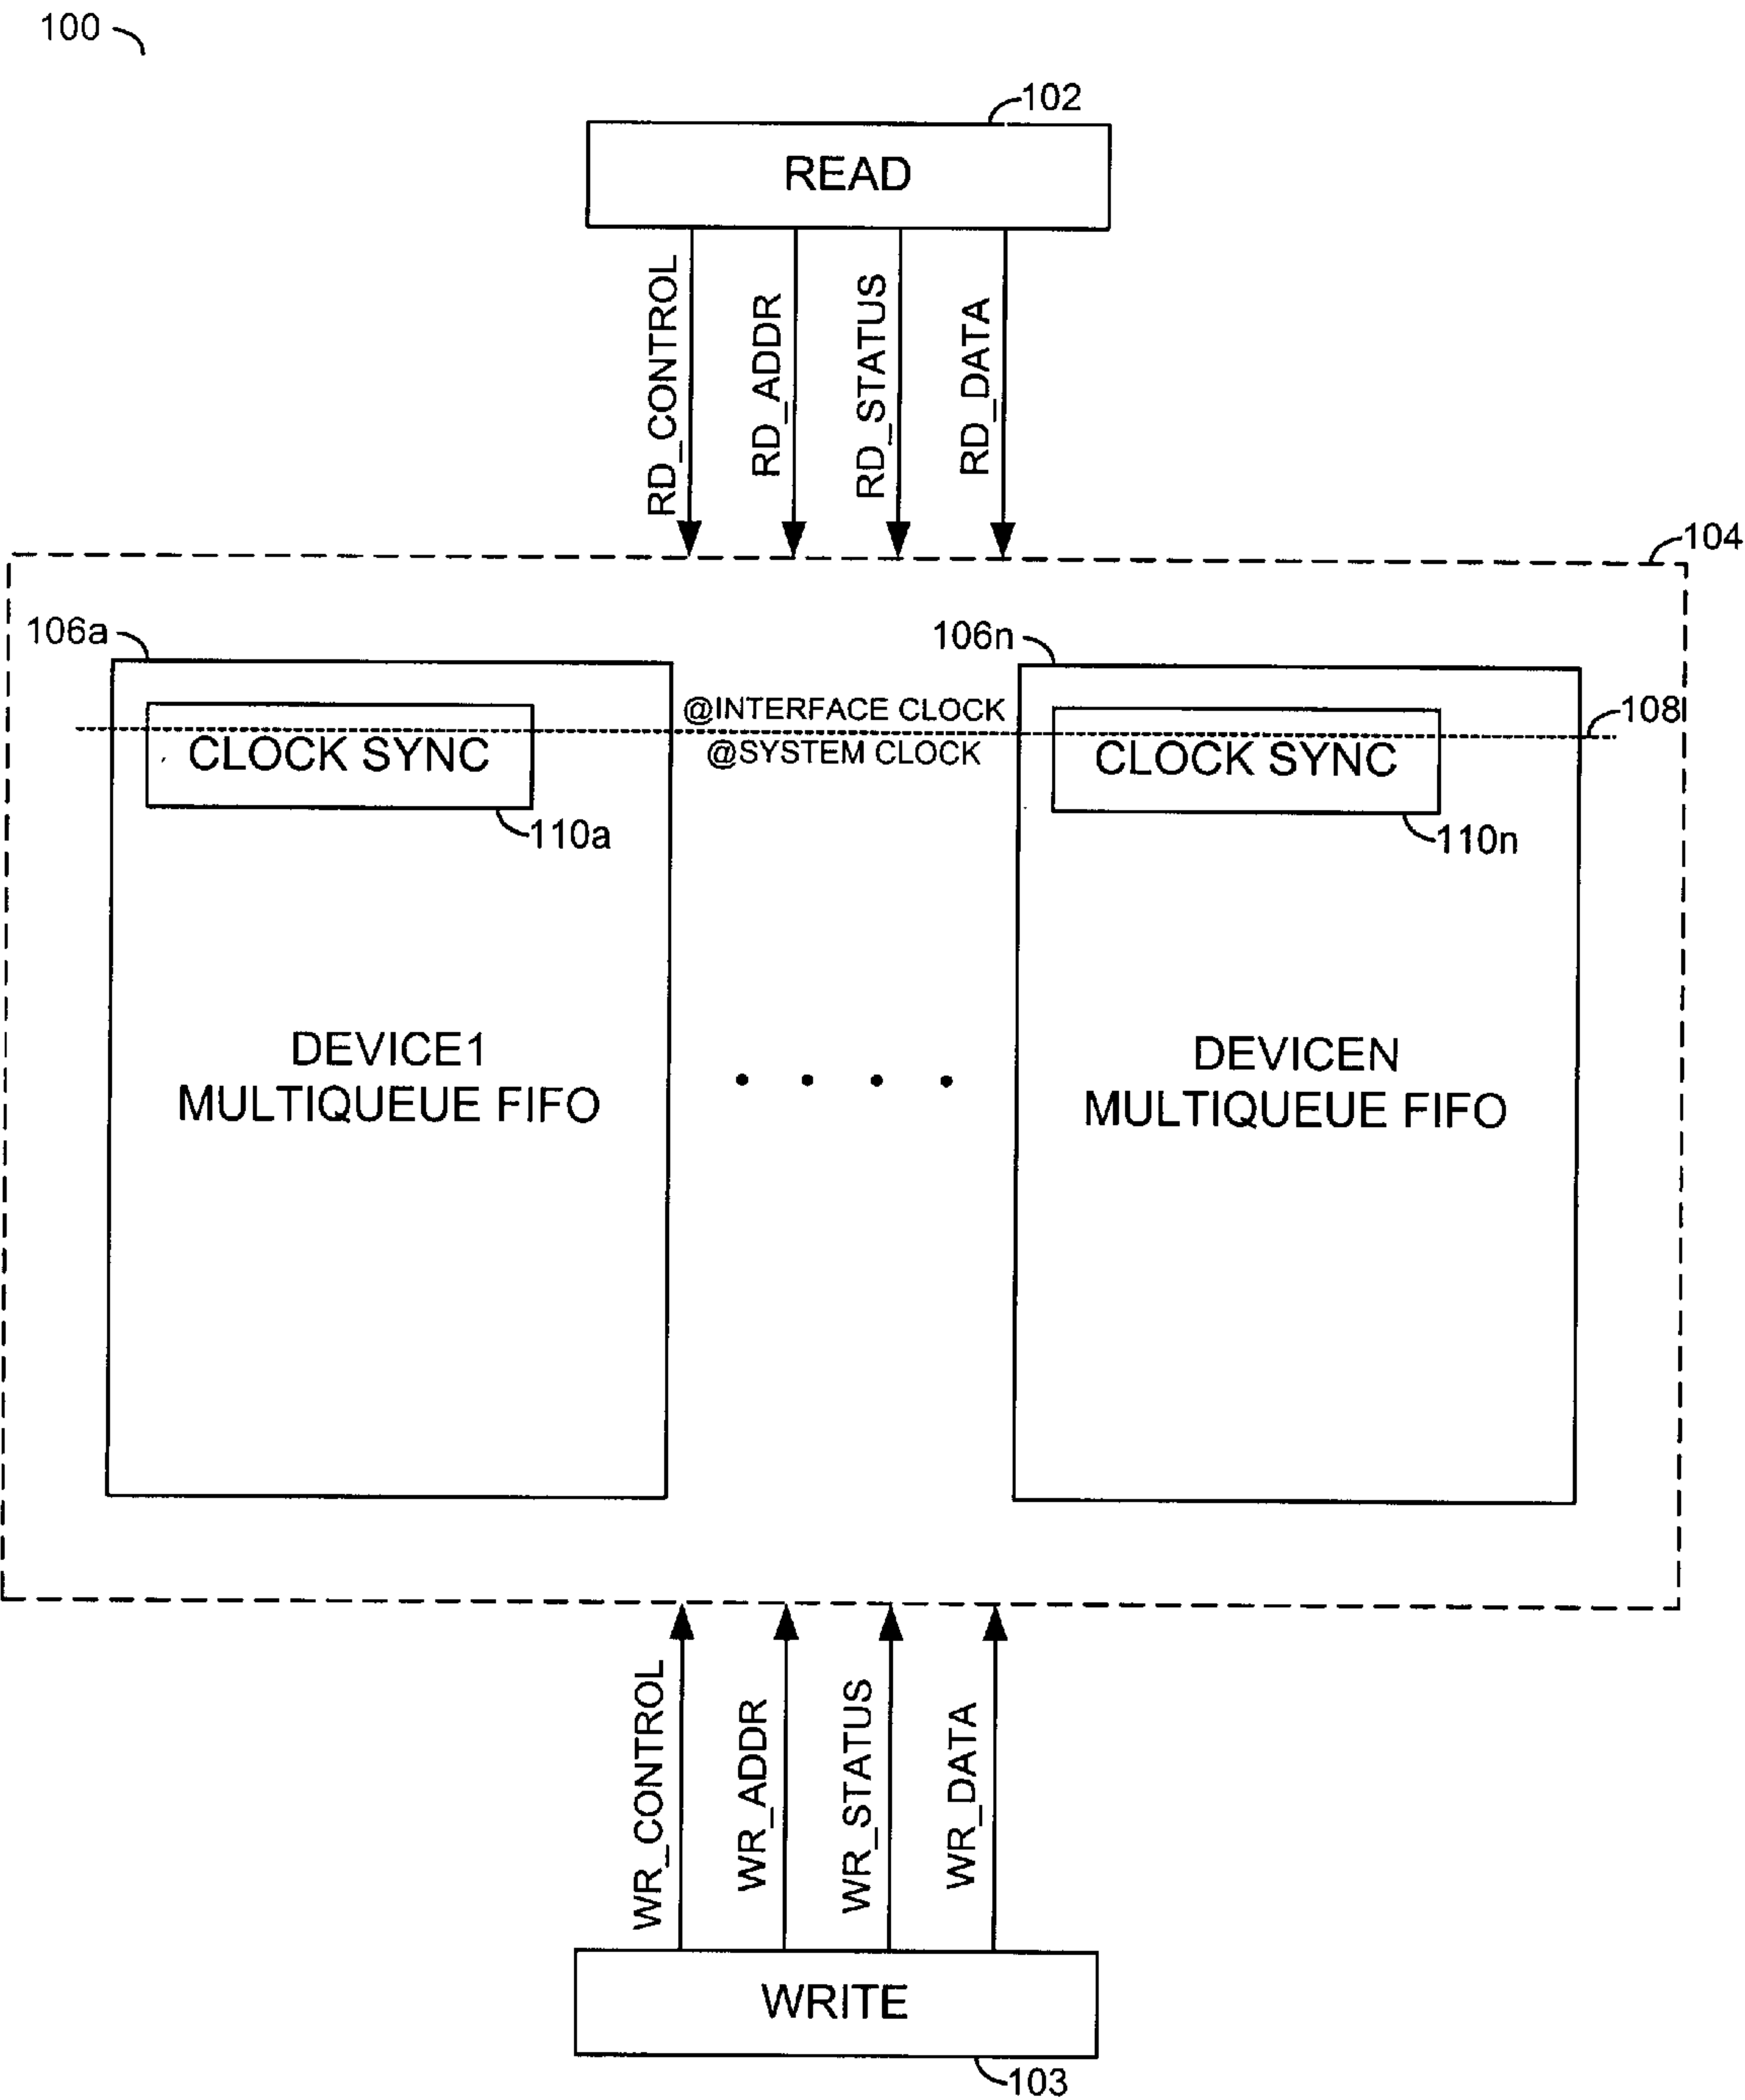 100
102
READ
RD_CONTROL
RD_ADDR
RD_STATUS
RD_DATA
104
106a
106n
@INTERFACE CLOCK
108
CLOCK SYNC
@SYSTEM CLOCK
CLOCK SYNC
110a
110n
DEVICE1
MULTIQUEUE FIFO
DEVICEN
MULTIQUEUE FIFO
WR_CONTROL
WR_ADDR
WR_STATUS
WR_DATA
WRITE
103